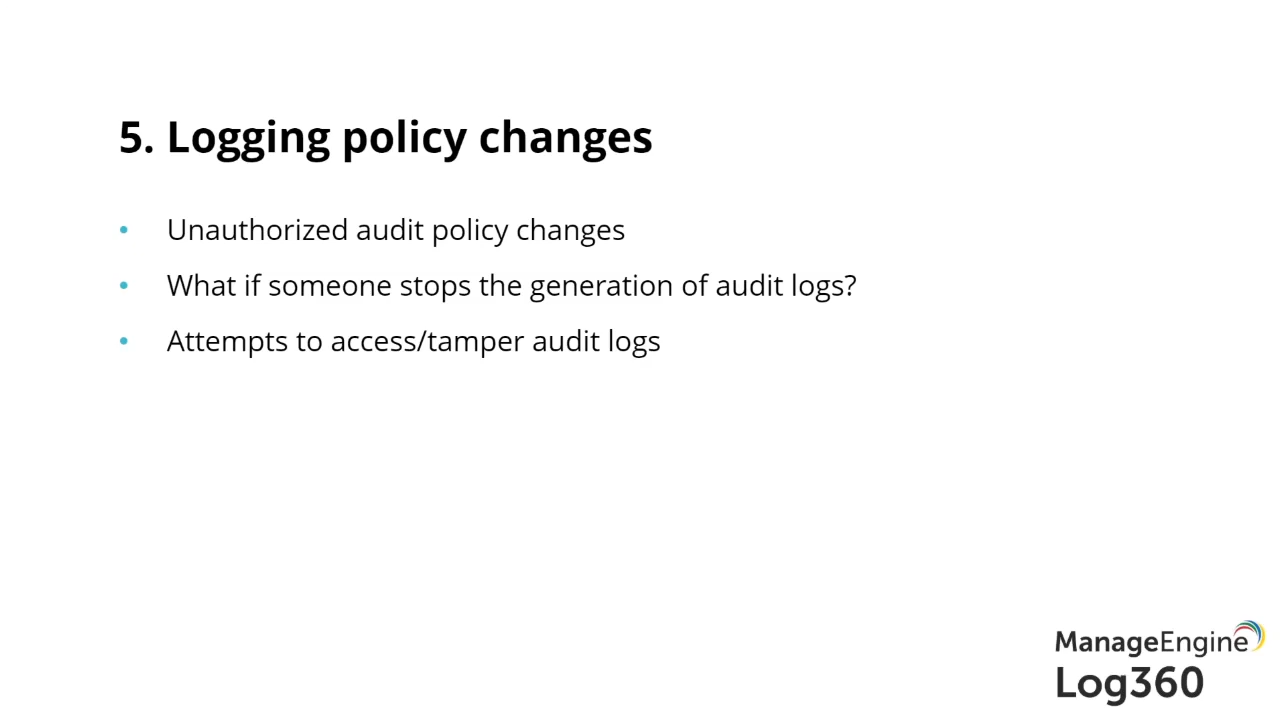 5. Logging policy changes
• Unauthorized audit policy changes
• What if someone stops the generation of audit logs?
• Attempts to access/tamper audit logs
ManageEngine
Log360